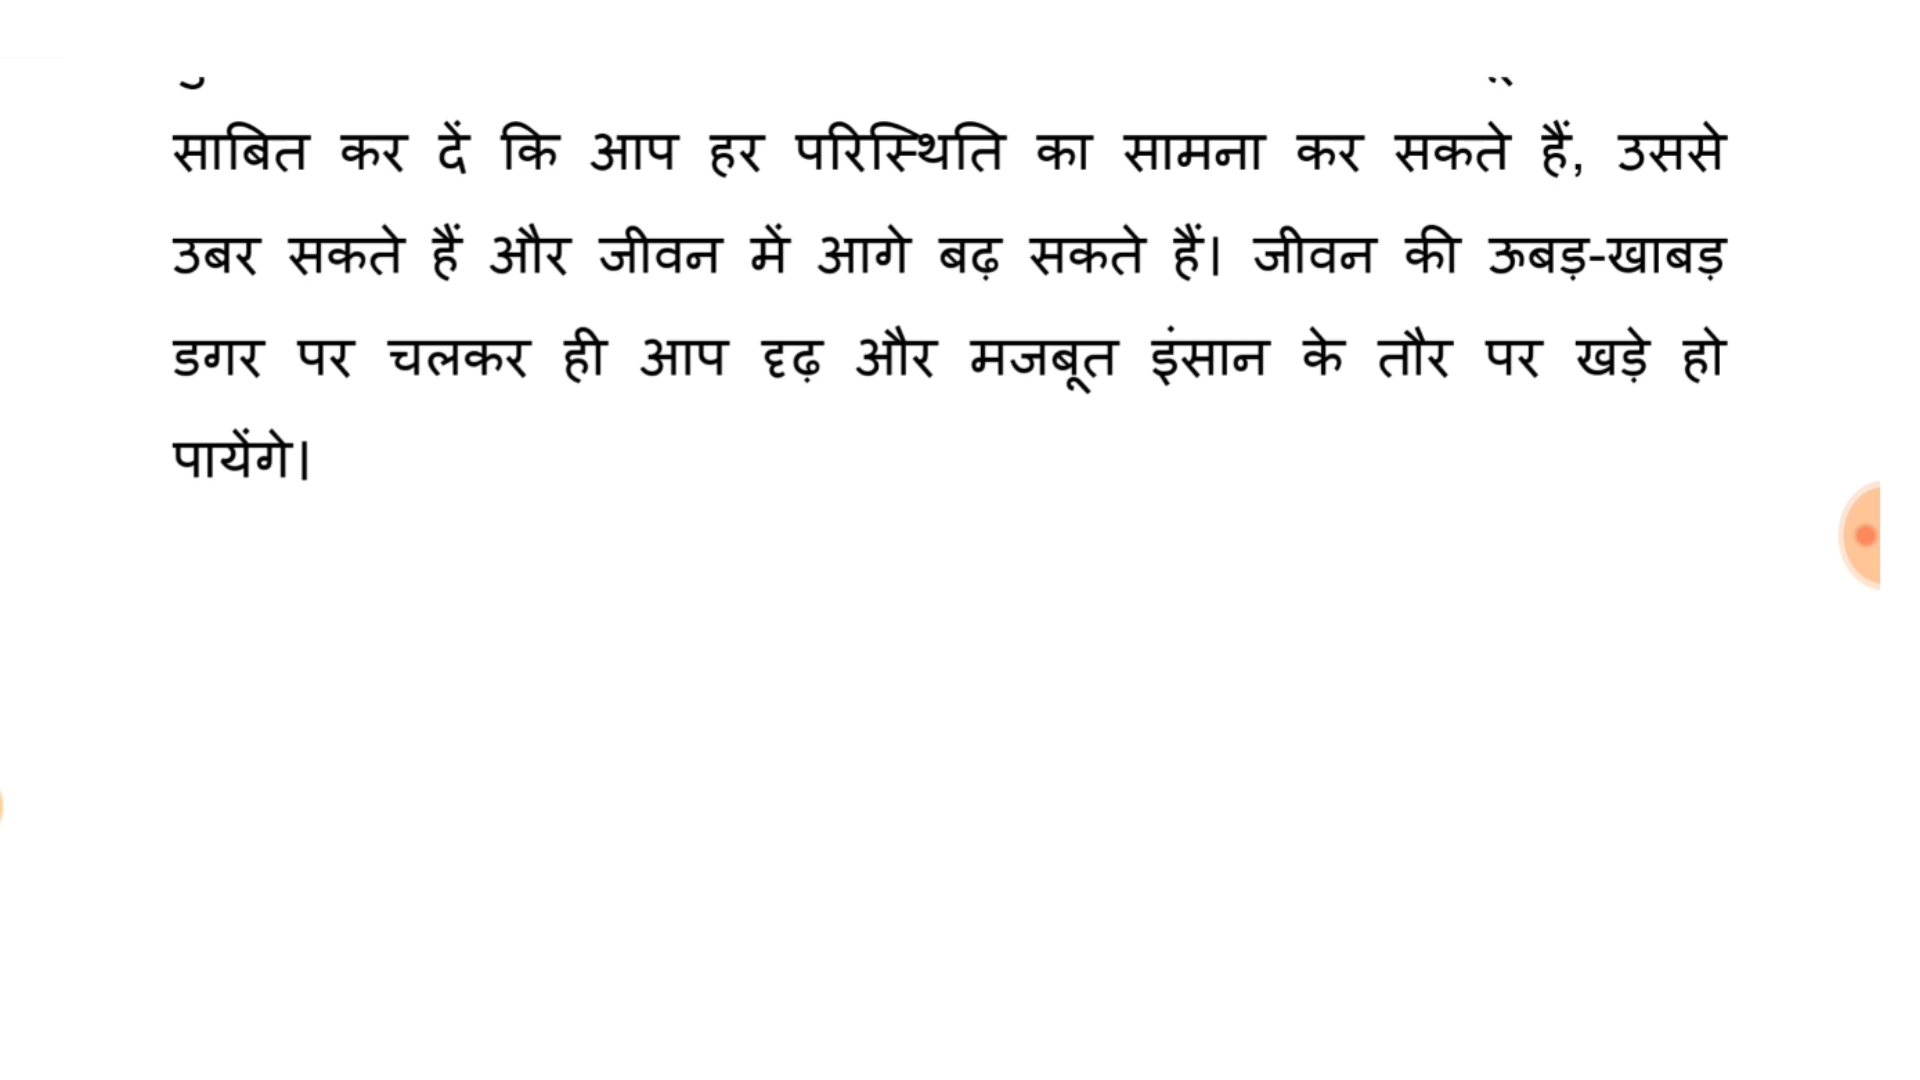 साबित कर दें कि आप हर परिस्थिति का सामना कर सकते हैं, उससे
उबर सकते हैं और जीवन में आगे बढ़ सकते हैं। जीवन की ऊबड़-खाबड़
डगर पर चलकर ही आप दृढ़ और मजबूत इंसान के तौर पर खड़े हो
पायेंगे।